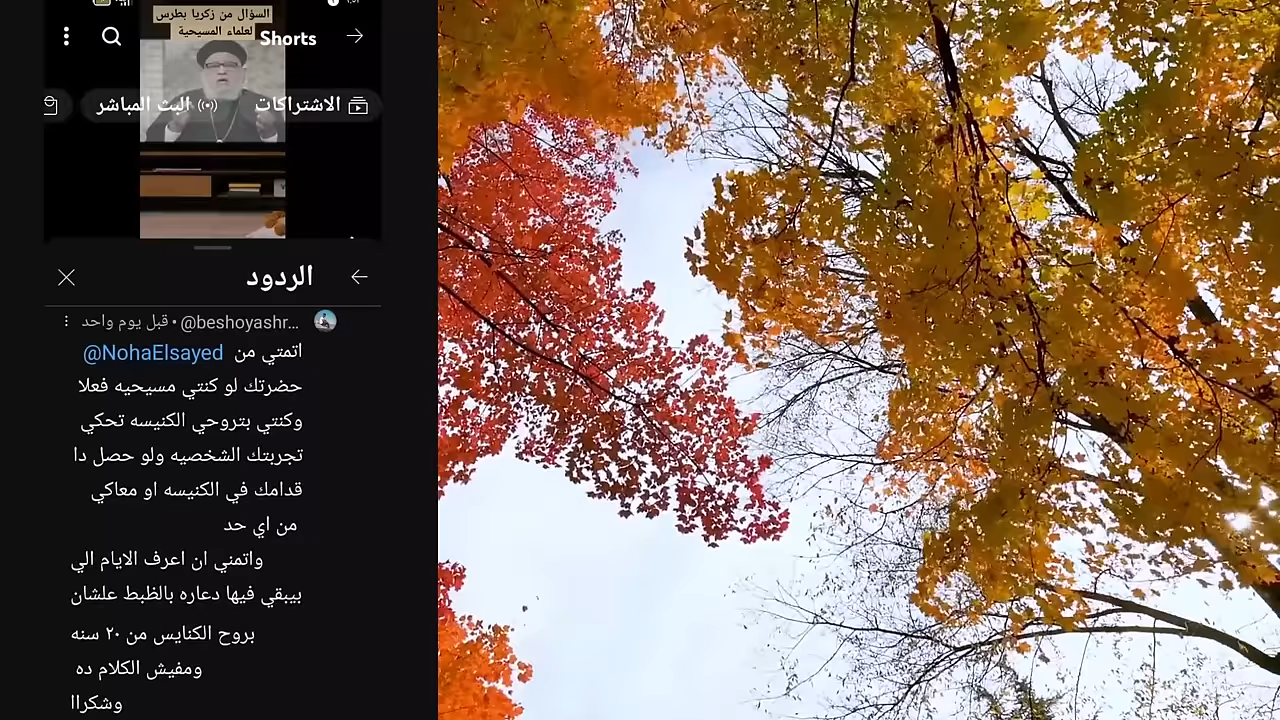 السؤال من زكريا بطرس
لعلماء المسيحية
Shorts
الاشتراكات
البث المباشر
الردود
@beshoyashr... • قبل يوم واحد
@NohaElsayed اتمتي من
حضرتك لو كنتي مسيحيه فعلا
وكنتي بتروحي الكنيسه تحكي
تجربتك الشخصيه ولو حصل دا
قدامك في الكنيسه او معاكي
من اي حد
واتمني ان اعرف الايام الي
بيبقي فيها دعاره بالظبط علشان
بروح الكنايس من ٢٠ سنه
ومفيش الكلام ده
وشكراا